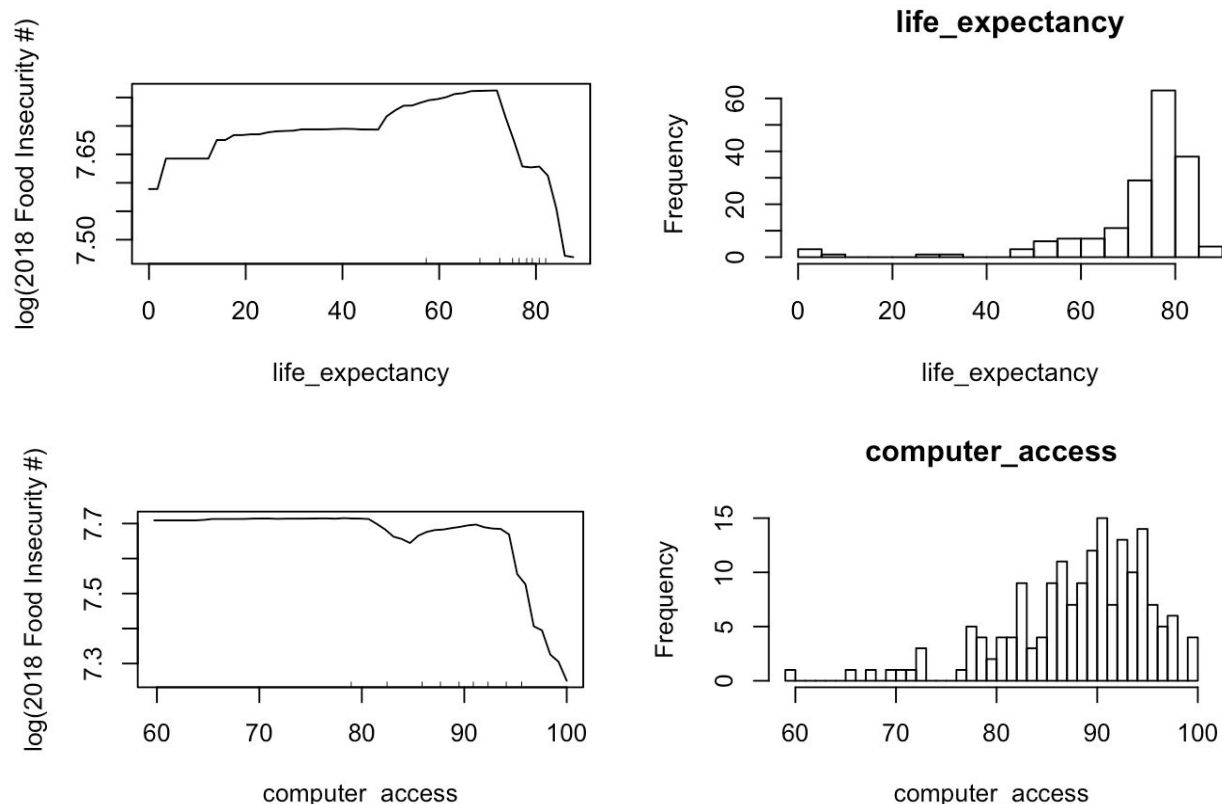 life_expectancy
log(2018 Food Insecurity #)
7.65
7.50
0 20 40 60 80
life_expectancy
Frequency
60
40
20
0
0 20 40 60 80
life_expectancy
computer_access
log(2018 Food Insecurity #)
7.7
7.5
7.3
60 70 80 90 100
computer_access
Frequency
15
10
5
0
60 70 80 90 100
computer_access